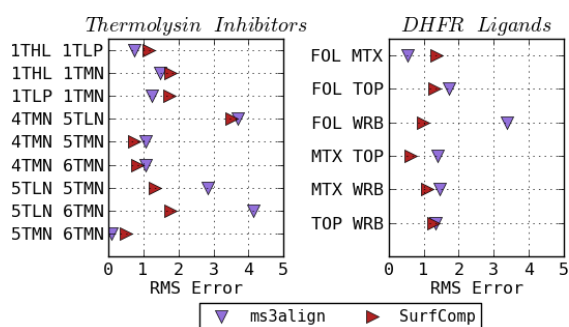 Thermolysin Inhibitors
1THL 1TLP
1THL 1TMN
1TLP 1TMN
4TMN 5TLN
4TMN 5TMN
4TMN 6TMN
5TLN 5TMN
5TLN 6TMN
5TMN 6TMN
0 1 2 3 4 5
RMS Error
DHFR Ligands
FOL MTX
FOL TOP
FOL WRB
MTX TOP
MTX WRB
TOP WRB
0 1 2 3 4 5
RMS Error
ms3align SurfComp